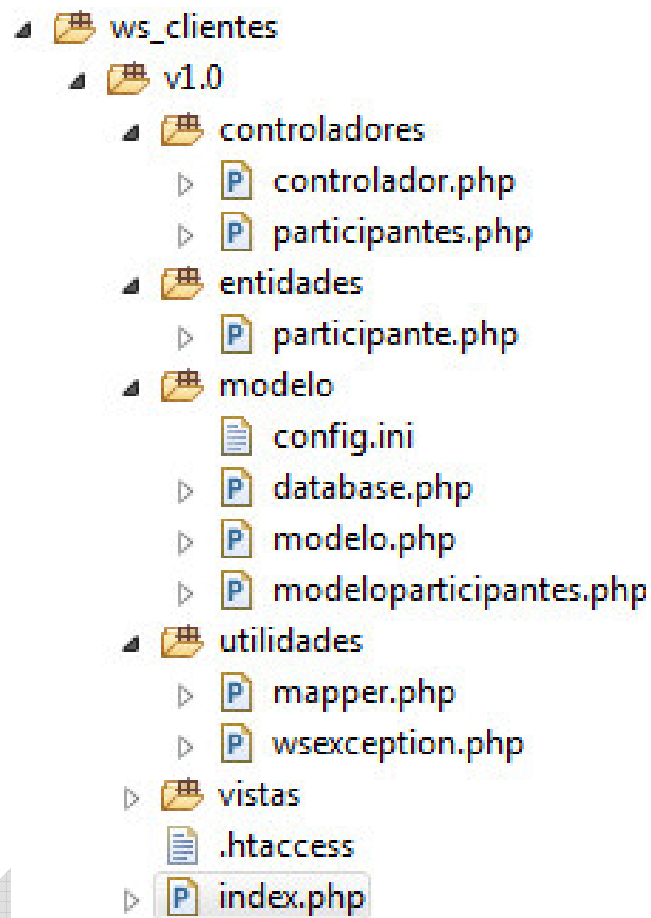 ws_clientes
v1.0
controladores
P controlador.php
P participantes.php
entidades
P participante.php
modelo
config.ini
P database.php
P modelo.php
P modeloparticipantes.php
utilidades
P mapper.php
P wsexception.php
vistas
.htaccess
P index.php